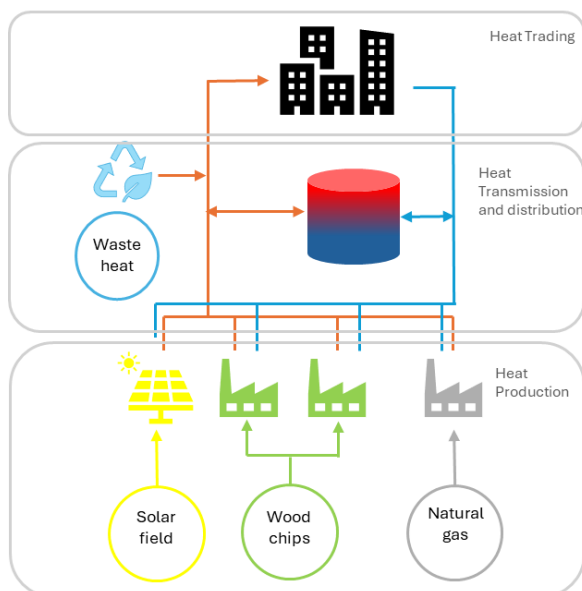 Heat Trading
Heat
Transmission
and distribution
Waste
heat
Heat
Production
Solar
field
Wood
chips
Natural
gas